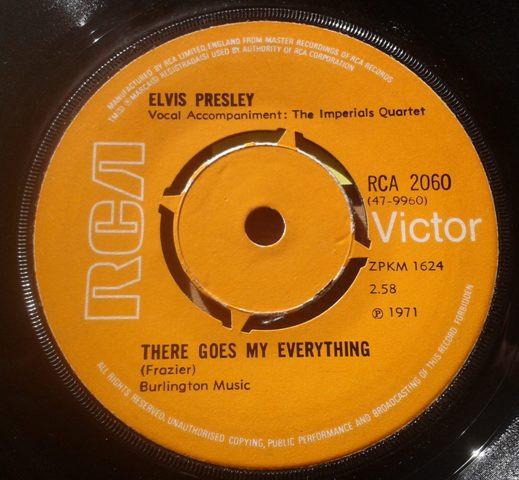 MANUFACTURED BY RCA LIMITED, ENGLAND FROM MASTER RECORDINGS OF RCA RECORDS
TM(S) ® MARCA(S) REGISTRADA(S) USED BY AUTHORITY OF RCA CORPORATION
ELVIS PRESLEY
Vocal Accompaniment: The Imperials Quartet
RCA
RCA 2060
(47-9960)
Victor
ZPKM 1624
2.58
℗ 1971
THERE GOES MY EVERYTHING
(Frazier)
Burlington Music
ALL RIGHTS RESERVED. UNAUTHORISED COPYING, PUBLIC PERFORMANCE AND BROADCASTING OF THIS RECORD FORBIDDEN